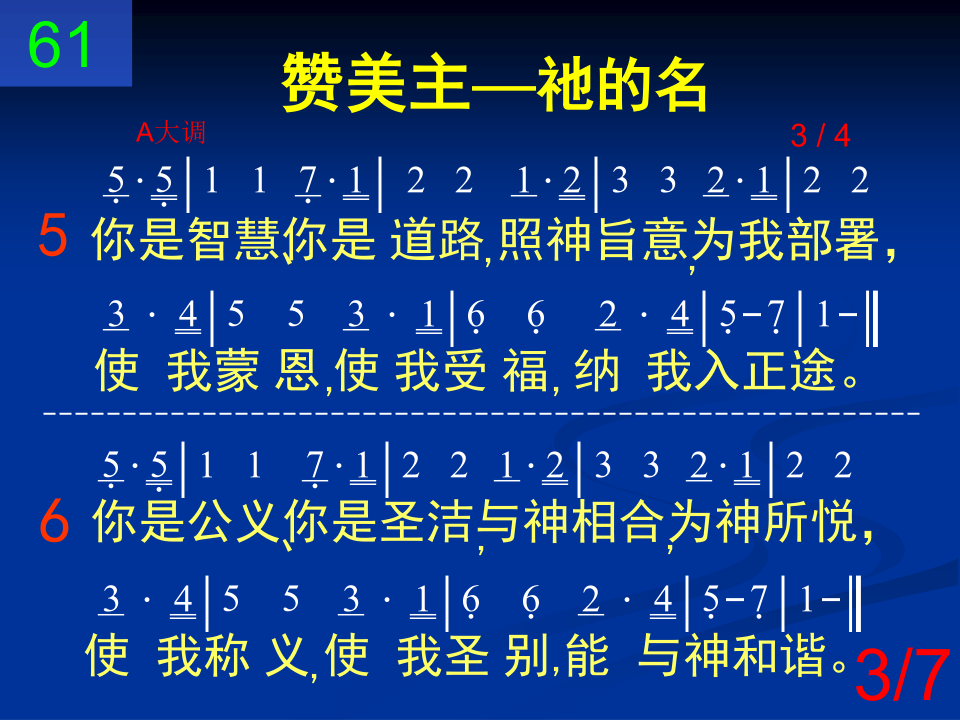 61
赞美主—祂的名
A大调 3 / 4
5 · 5 | 1 1 7 · 1 | 2 2 1 · 2 | 3 3 2 · 1 | 2 2
5 你是智慧、你是 道路,照神旨意,为我部署，
3 · 4 | 5 5 3 · 1 | 6 6 2 · 4 | 5 - 7 | 1 - ‖
使 我蒙 恩,使 我受 福, 纳 我入正途。
5 · 5 | 1 1 7 · 1 | 2 2 1 · 2 | 3 3 2 · 1 | 2 2
6 你是公义、你是圣洁,与神相合,为神所悦，
3 · 4 | 5 5 3 · 1 | 6 6 2 · 4 | 5 - 7 | 1 - ‖
使 我称 义,使 我圣 别,能 与神和谐。
3/7